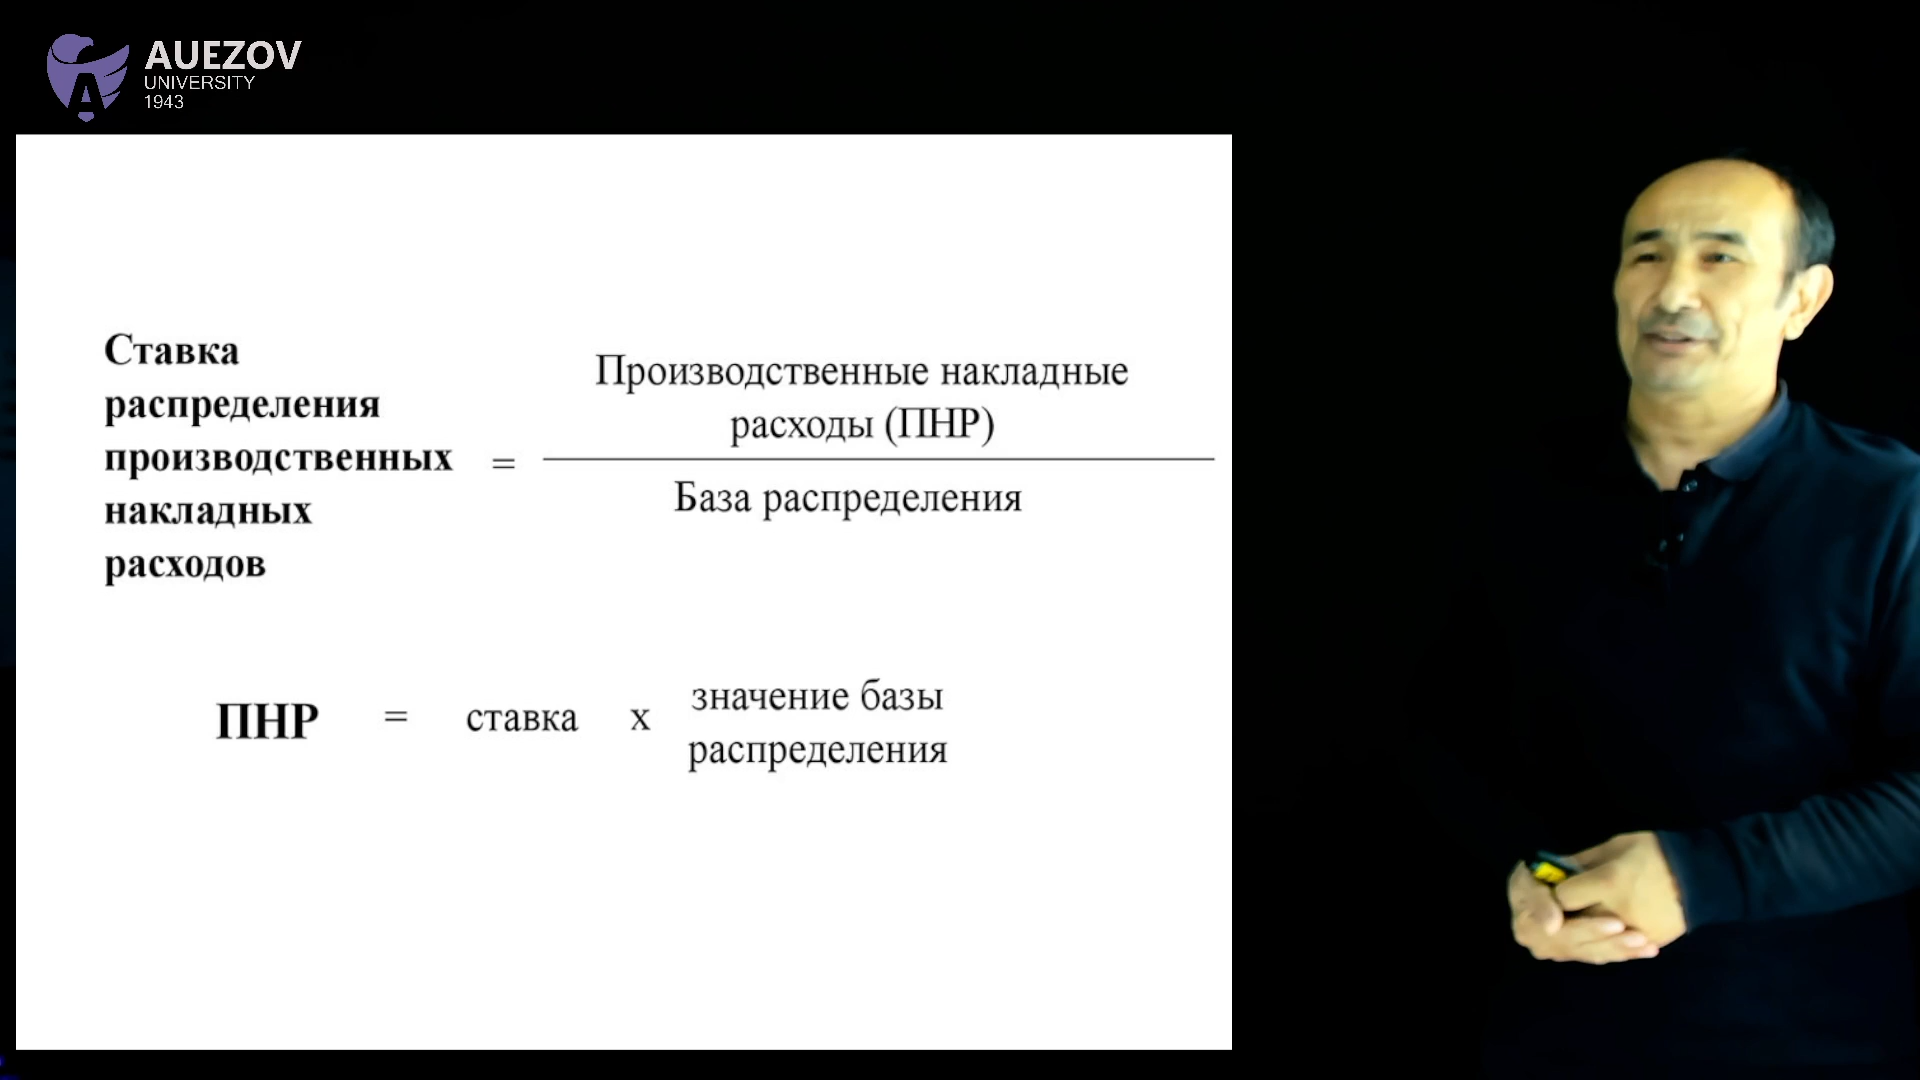 AUEZOV
UNIVERSITY
1943
Ставка
распределения
производственных
накладных
расходов
=
Производственные накладные
расходы (ПНР)
База распределения
ПНР = ставка х значение базы
распределения